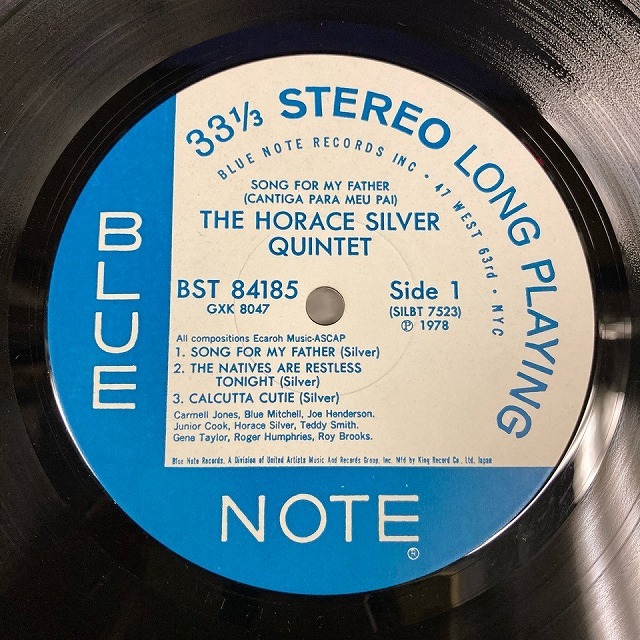 33⅓ STEREO LONG PLAYING
BLUE NOTE RECORDS INC • 47 WEST 63rd • NYC
SONG FOR MY FATHER
(CANTIGA PARA MEU PAI)
THE HORACE SILVER
QUINTET
BST 84185
GXK 8047
Side 1
(SILBT 7523)
Ⓟ 1978
All compositions Ecaroh Music-ASCAP
1. SONG FOR MY FATHER (Silver)
2. THE NATIVES ARE RESTLESS
TONIGHT (Silver)
3. CALCUTTA CUTIE (Silver)
Carmell Jones, Blue Mitchell, Joe Henderson.
Junior Cook, Horace Silver, Teddy Smith.
Gene Taylor, Roger Humphries, Roy Brooks.
Blue Note Records, A Division of United Artists Music And Records Group, Inc. Mfd by King Record Co., Ltd, Japan
BLUE
NOTE